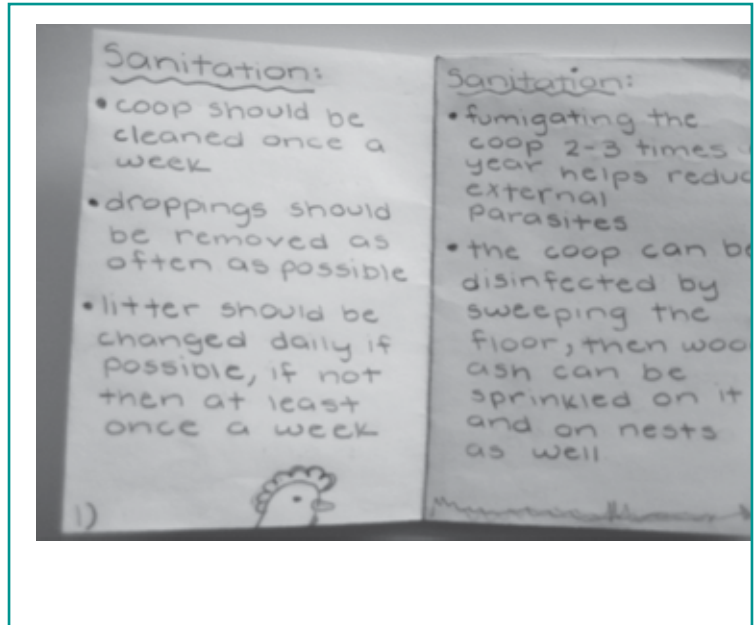 Sanitation:
• coop should be
cleaned once a
week
• droppings should
be removed as
often as possible
• litter should be
changed daily if
possible, if not
then at least
once a week
1)
Sanitation:
• fumigating the
coop 2-3 times
year helps reduc
external
parasites
• the coop can be
disinfected by
sweeping the
floor, then woo
ash can be
sprinkled on it
and on nests
as well